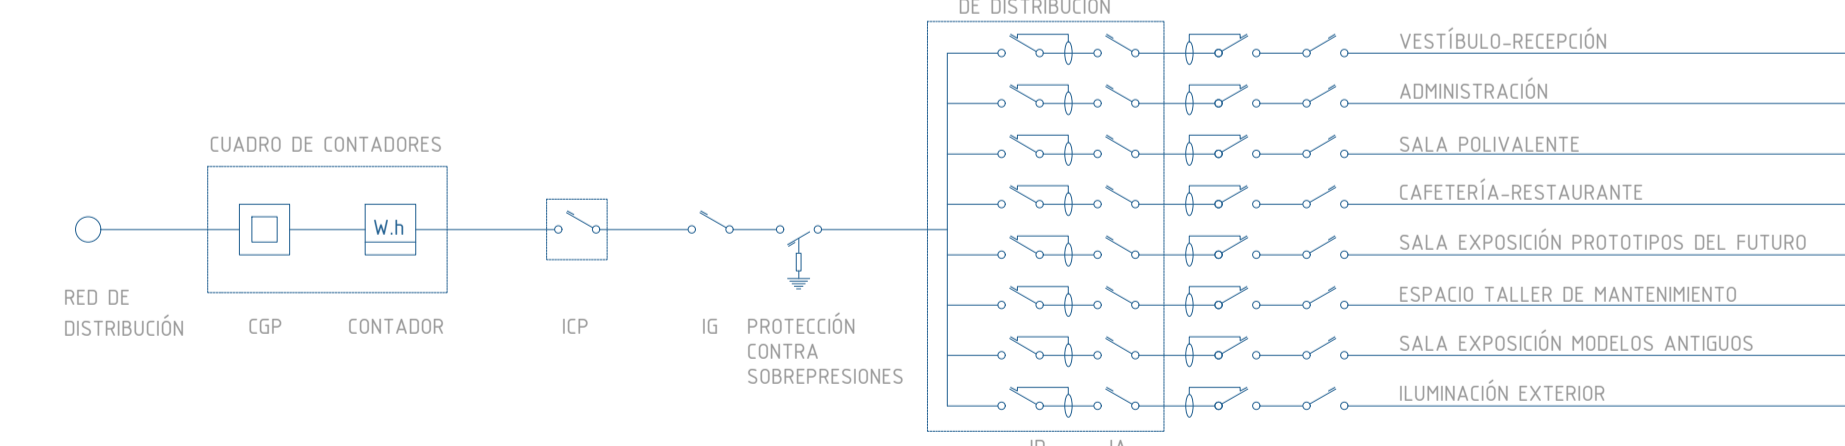 DE DISTRIBUCIÓN
CUADRO DE CONTADORES
W.h
RED DE
DISTRIBUCIÓN
CGP
CONTADOR
ICP
IG
PROTECCIÓN
CONTRA
SOBREPRESIONES
VESTÍBULO-RECEPCIÓN
ADMINISTRACIÓN
SALA POLIVALENTE
CAFETERÍA-RESTAURANTE
SALA EXPOSICIÓN PROTOTIPOS DEL FUTURO
ESPACIO TALLER DE MANTENIMIENTO
SALA EXPOSICIÓN MODELOS ANTIGUOS
ILUMINACIÓN EXTERIOR